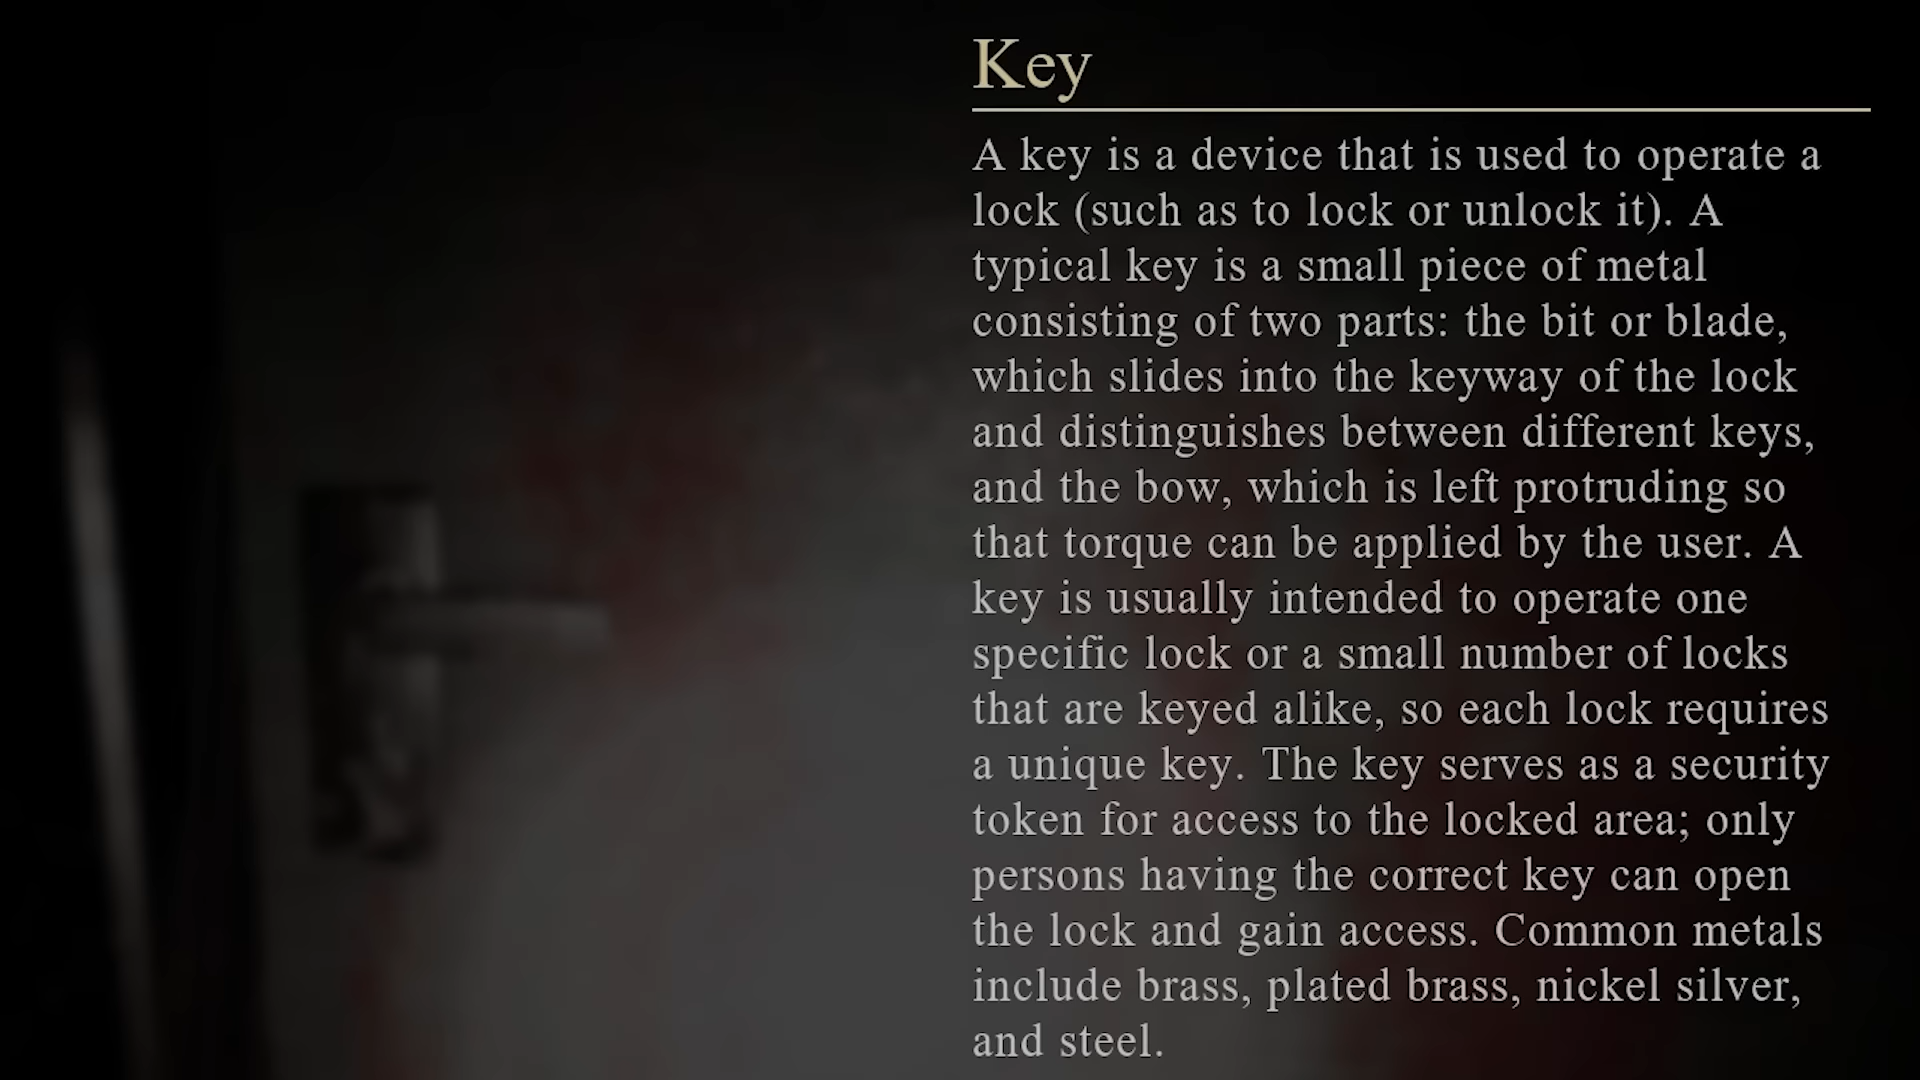 Key
A key is a device that is used to operate a
lock (such as to lock or unlock it). A
typical key is a small piece of metal
consisting of two parts: the bit or blade,
which slides into the keyway of the lock
and distinguishes between different keys,
and the bow, which is left protruding so
that torque can be applied by the user. A
key is usually intended to operate one
specific lock or a small number of locks
that are keyed alike, so each lock requires
a unique key. The key serves as a security
token for access to the locked area; only
persons having the correct key can open
the lock and gain access. Common metals
include brass, plated brass, nickel silver,
and steel.